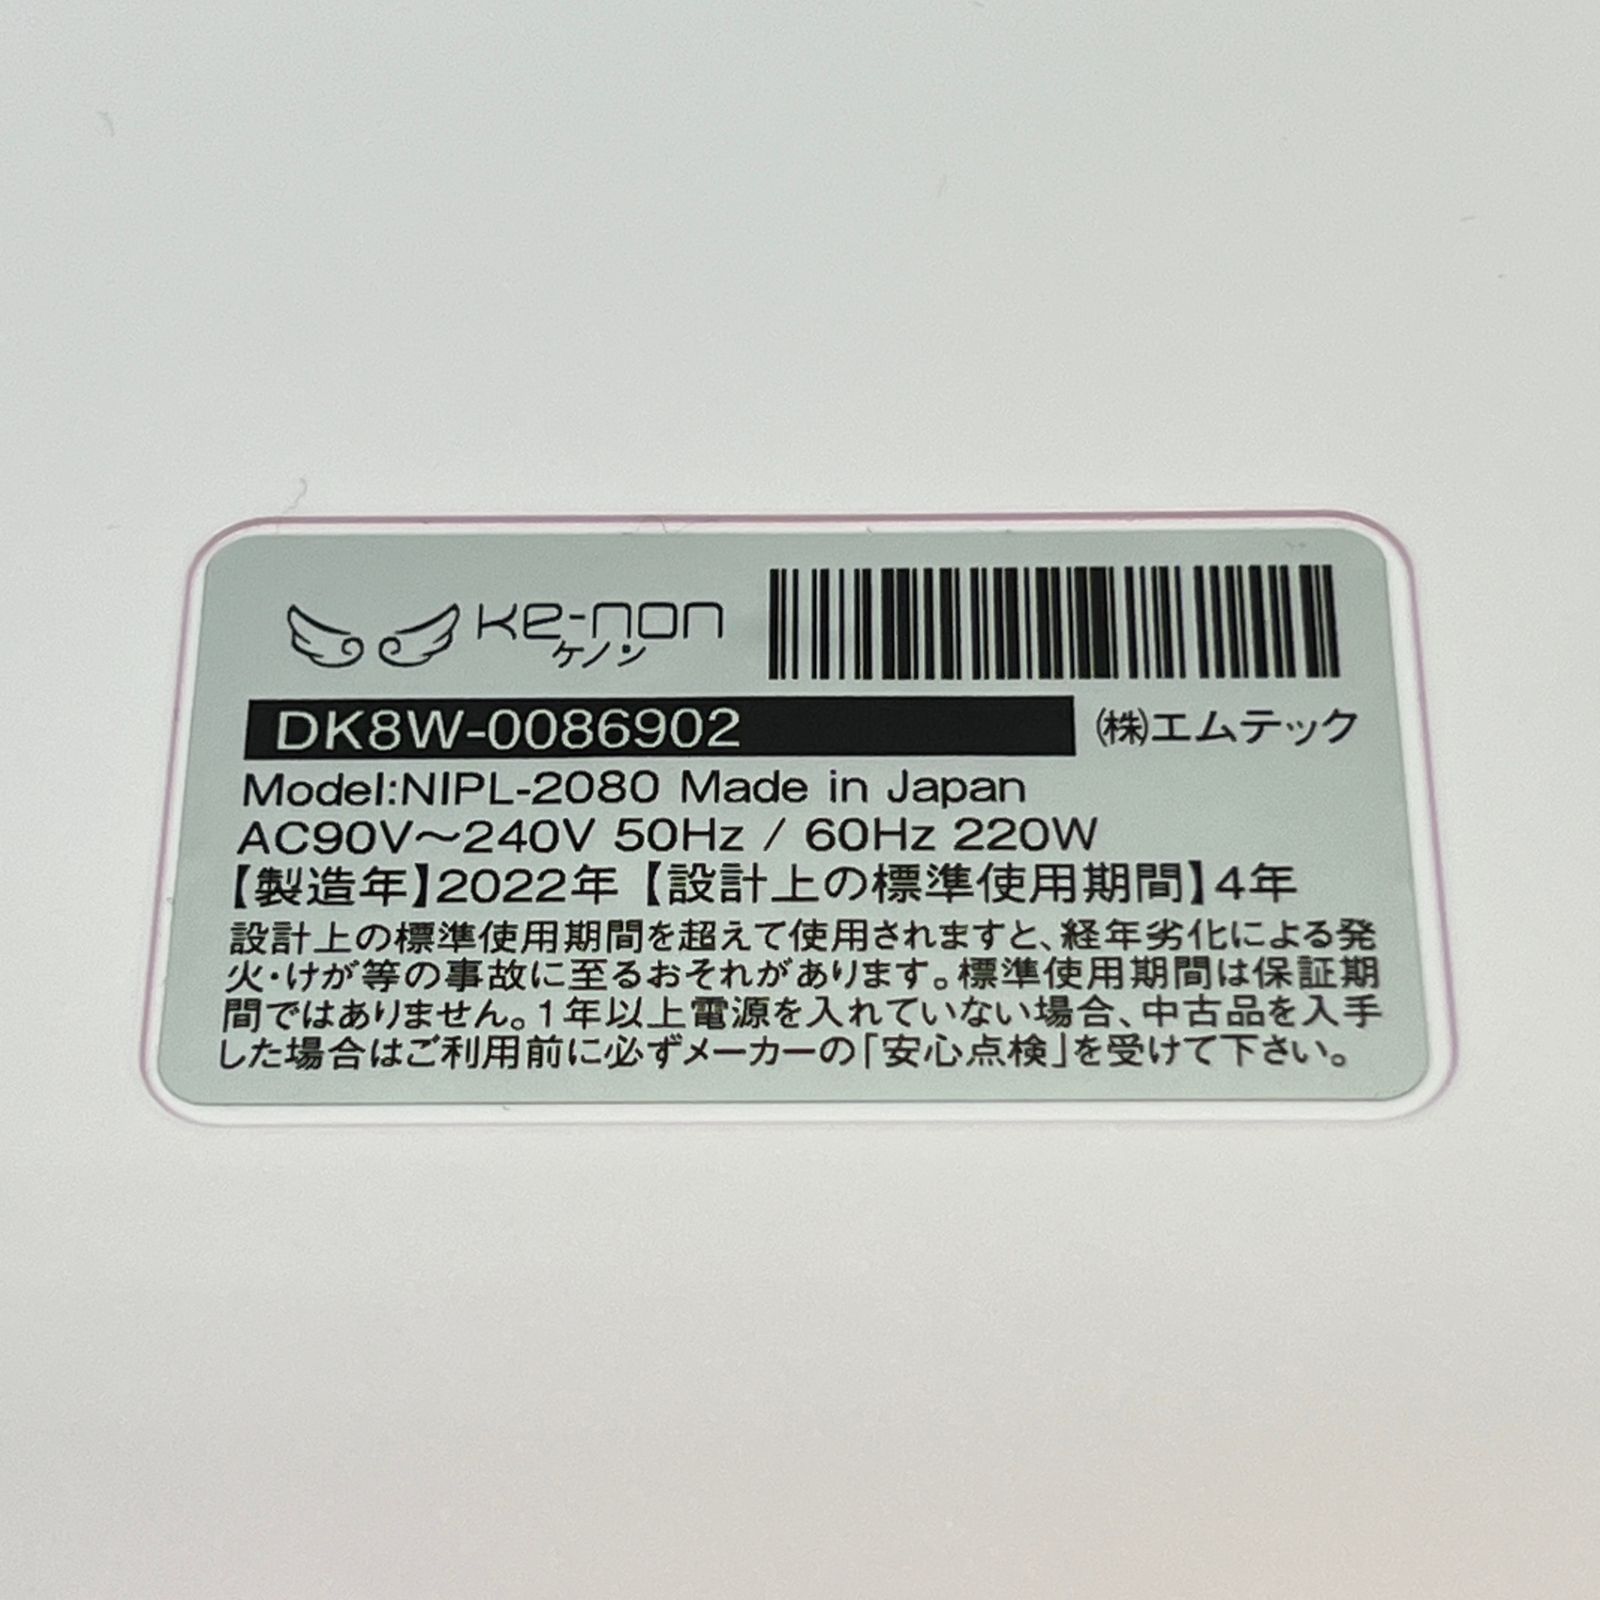 ke-non
ケノン
DK8W-0086902
㈱エムテック
Model:NIPL-2080 Made in Japan
AC90V～240V 50Hz / 60Hz 220W
【製造年】2022年【設計上の標準使用期間】4年
設計上の標準使用期間を超えて使用されますと、経年劣化による発
火・けが等の事故に至るおそれがあります。標準使用期間は保証期
間ではありません。1年以上電源を入れていない場合、中古品を入手
した場合はご利用前に必ずメーカーの「安心点検」を受けて下さい。